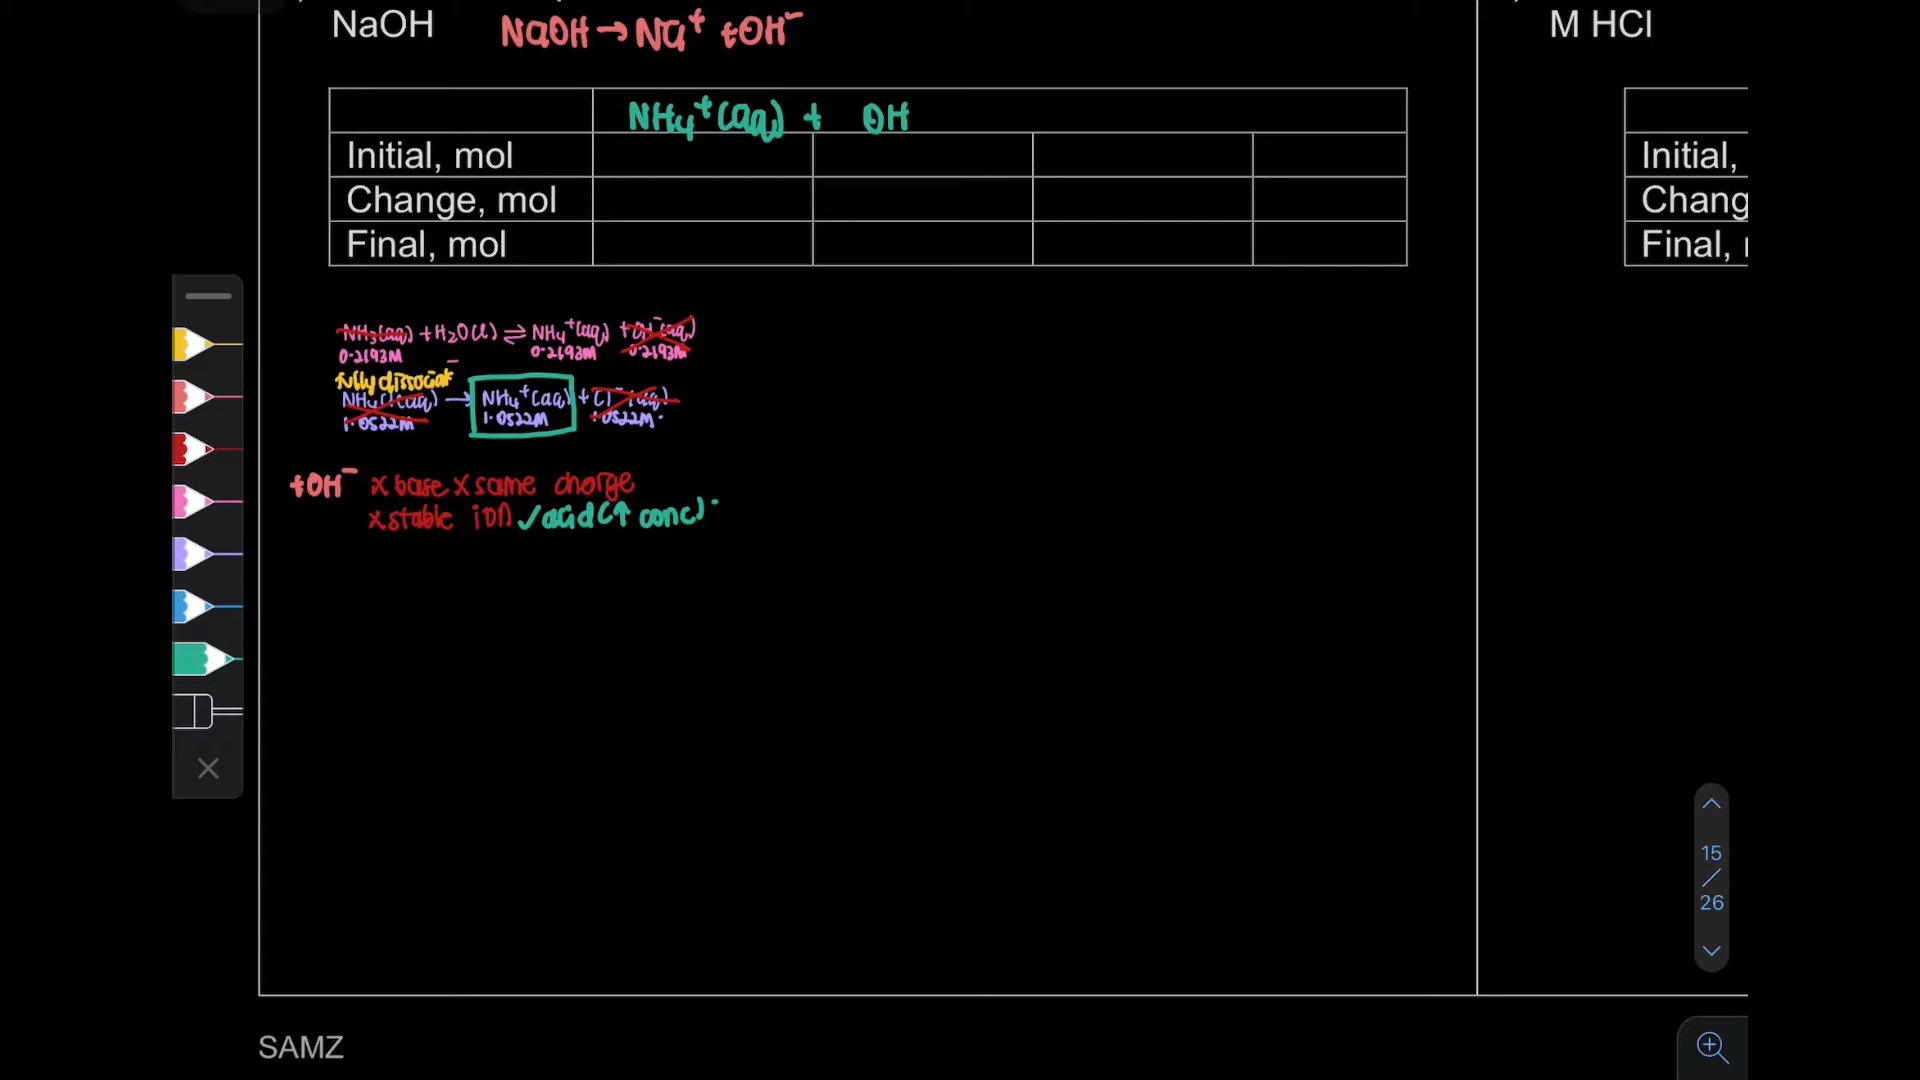 NaOH NaOH → Na⁺ + OH⁻
M HCl
NH₄⁺(aq) + OH
Initial, mol
Initial,
Change, mol
Chang
Final, mol
Final,
NH₃(aq) + H₂O(l) ⇌ NH₄⁺(aq) + OH⁻(aq)
0.2193M 0.2193M 0.2193M
fully dissociate
NH₄Cl(aq) → NH₄⁺(aq) + Cl⁻(aq)
1.0522M 1.0522M 1.0522M
+OH⁻ x base x same charge
x stable ion ✓acid (↑ conc)
15
/
26
SAMZ